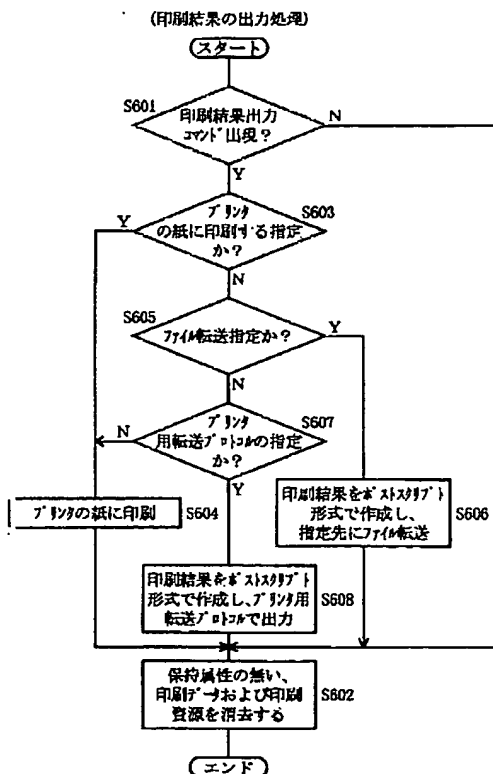 (印刷結果の出力処理)
スタート
S601
印刷結果出力
コマンド出現？
N
Y
プリンタ
の紙に印刷する指定
か？
S603
Y
N
S605
ファイル転送指定か？
Y
N
プリンタ
用転送プロトコルの指定
か？
S607
N
Y
プリンタの紙に印刷
S604
印刷結果をポストスクリプト
形式で作成し、
指定先にファイル転送
S606
印刷結果をポストスクリプト
形式で作成し、プリンタ用
転送プロトコルで出力
S608
保持属性の無い、
印刷データおよび印刷
資源を消去する
S602
エンド